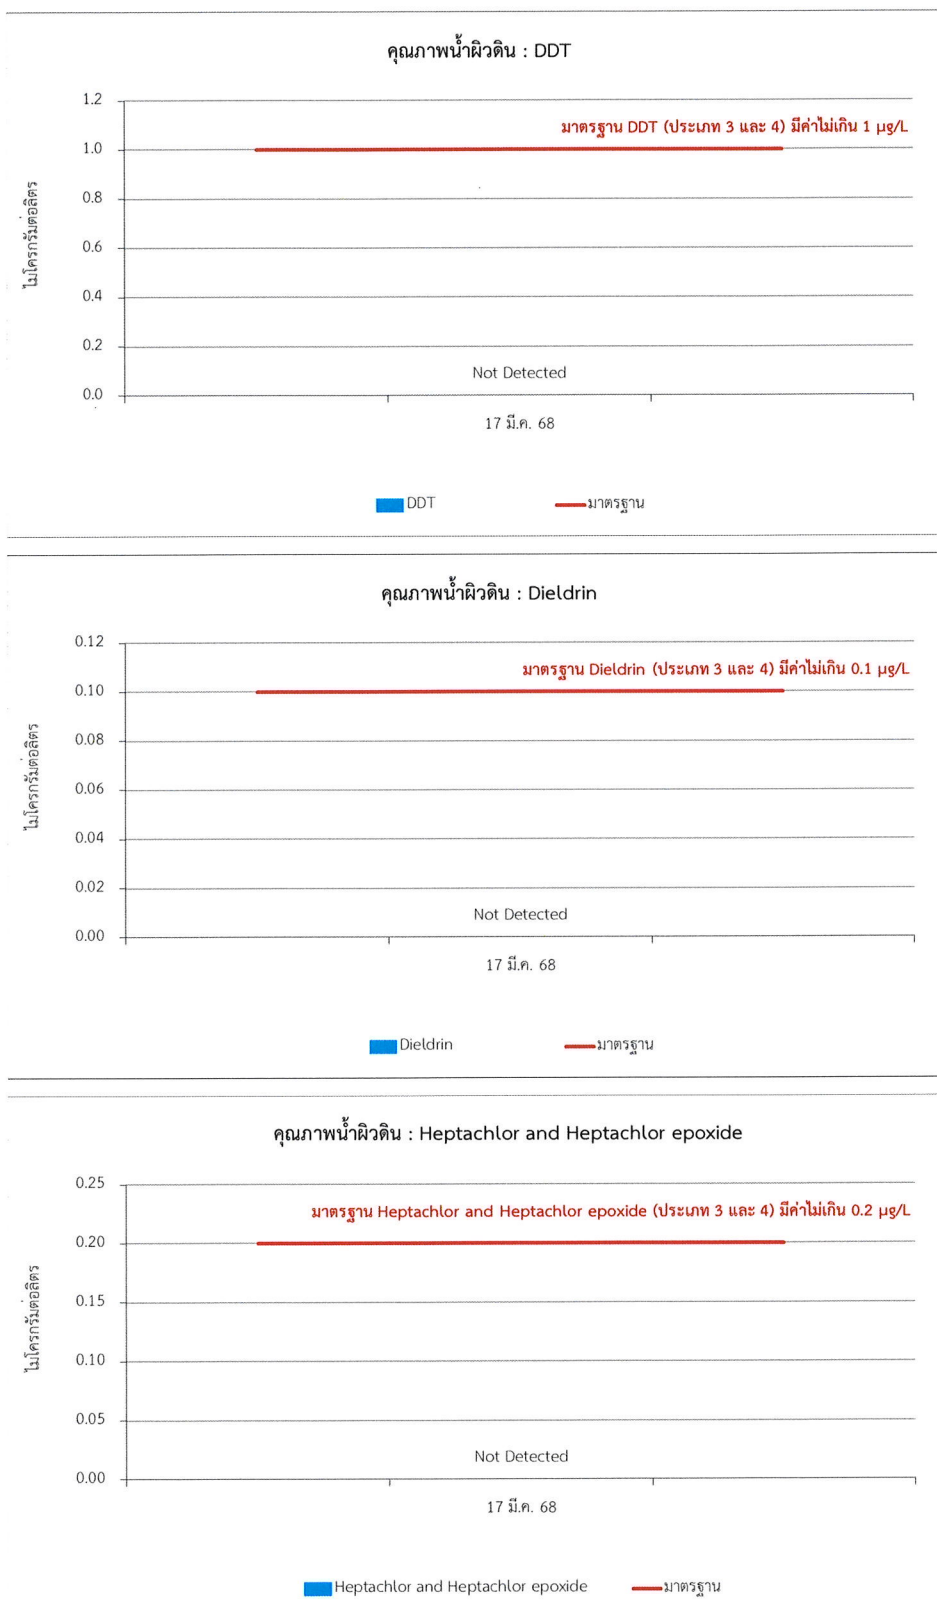 คุณภาพน้ำผิวดิน : DDT
มาตรฐาน DDT (ประเภท 3 และ 4) มีค่าไม่เกิน 1 µg/L
ไมโครกรัมต่อลิตร
1.2
1.0
0.8
0.6
0.4
0.2
0.0
Not Detected
17 มี.ค. 68
DDT มาตรฐาน
คุณภาพน้ำผิวดิน : Dieldrin
มาตรฐาน Dieldrin (ประเภท 3 และ 4) มีค่าไม่เกิน 0.1 µg/L
ไมโครกรัมต่อลิตร
0.12
0.10
0.08
0.06
0.04
0.02
0.00
Not Detected
17 มี.ค. 68
Dieldrin มาตรฐาน
คุณภาพน้ำผิวดิน : Heptachlor and Heptachlor epoxide
มาตรฐาน Heptachlor and Heptachlor epoxide (ประเภท 3 และ 4) มีค่าไม่เกิน 0.2 µg/L
ไมโครกรัมต่อลิตร
0.25
0.20
0.15
0.10
0.05
0.00
Not Detected
17 มี.ค. 68
Heptachlor and Heptachlor epoxide มาตรฐาน